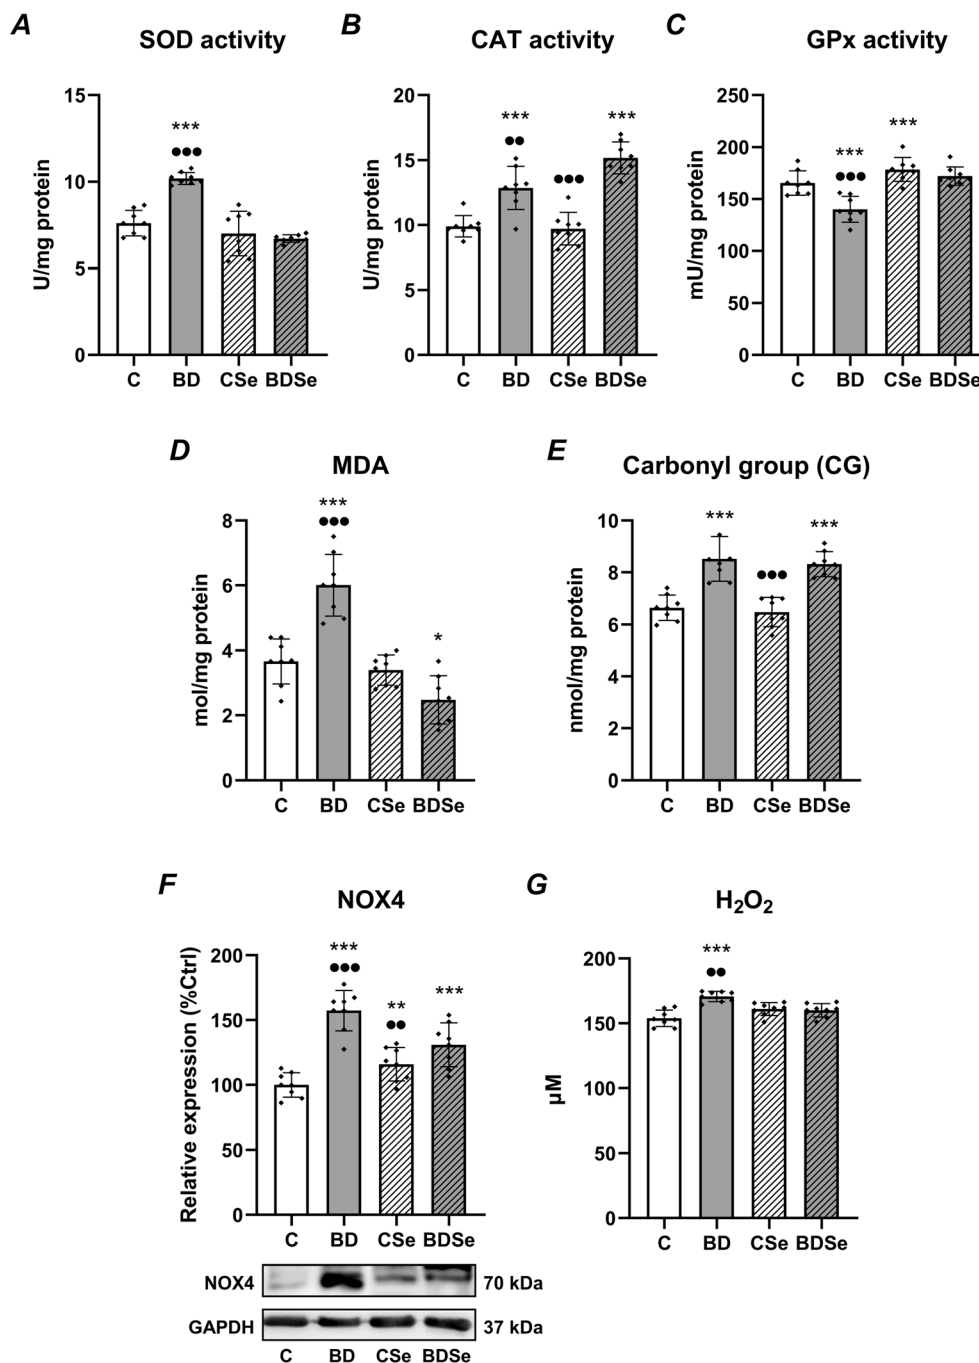 A SOD activity
U/mg protein
15
10
5
0
***
●●●
C BD CSe BDSe
B CAT activity
U/mg protein
20
15
10
5
0
*** ***
●● ●●●
C BD CSe BDSe
C GPx activity
mU/mg protein
250
200
150
100
50
0
*** ***
●●●
C BD CSe BDSe
D MDA
mol/mg protein
8
6
4
2
0
***
●●●
*
C BD CSe BDSe
E Carbonyl group (CG)
nmol/mg protein
10
8
6
4
2
0
*** ***
●●●
C BD CSe BDSe
F NOX4
Relative expression (%Ctrl)
200
150
100
50
0
*** ** ***
●●● ●●
C BD CSe BDSe
NOX4 70 kDa
GAPDH 37 kDa
C BD CSe BDSe
G H₂O₂
µM
200
150
100
50
0
***
●●
C BD CSe BDSe